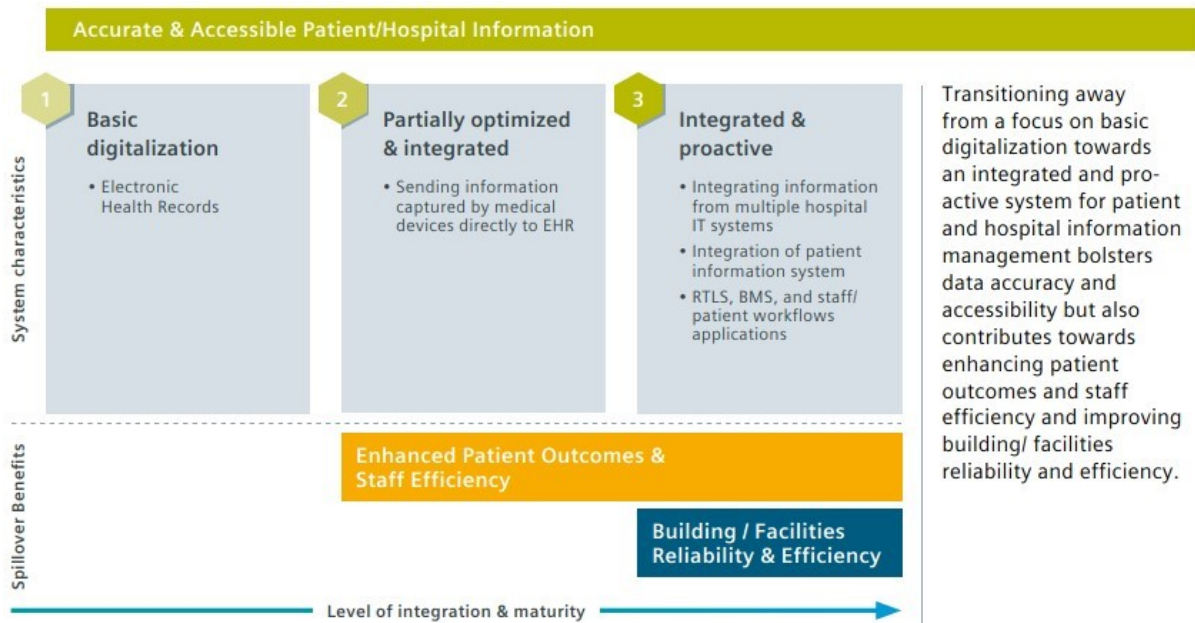 Accurate & Accessible Patient/Hospital Information
System characteristics
1
Basic
digitalization
• Electronic
Health Records
2
Partially optimized
& integrated
• Sending information
captured by medical
devices directly to EHR
3
Integrated &
proactive
• Integrating information
from multiple hospital
IT systems
• Integration of patient
information system
• RTLS, BMS, and staff/
patient workflows
applications
Transitioning away
from a focus on basic
digitalization towards
an integrated and pro-
active system for patient
and hospital information
management bolsters
data accuracy and
accessibility but also
contributes towards
enhancing patient
outcomes and staff
efficiency and improving
building/ facilities
reliability and efficiency.
Spillover Benefits
Enhanced Patient Outcomes &
Staff Efficiency
Building / Facilities
Reliability & Efficiency
Level of integration & maturity